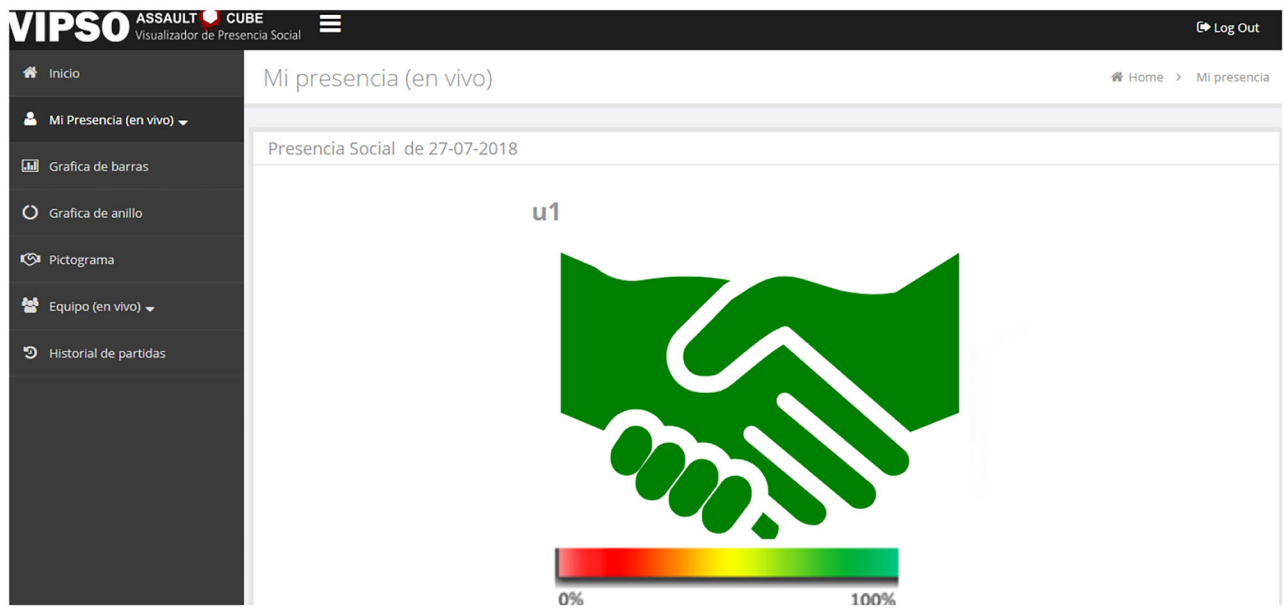 VIPSO ASSAULT CUBE
Visualizador de Presencia Social
Log Out
Inicio
Mi Presencia (en vivo)
Grafica de barras
Grafica de anillo
Pictograma
Equipo (en vivo)
Historial de partidas
Mi presencia (en vivo)
Home > Mi presencia
Presencia Social de 27-07-2018
u1
0% 100%